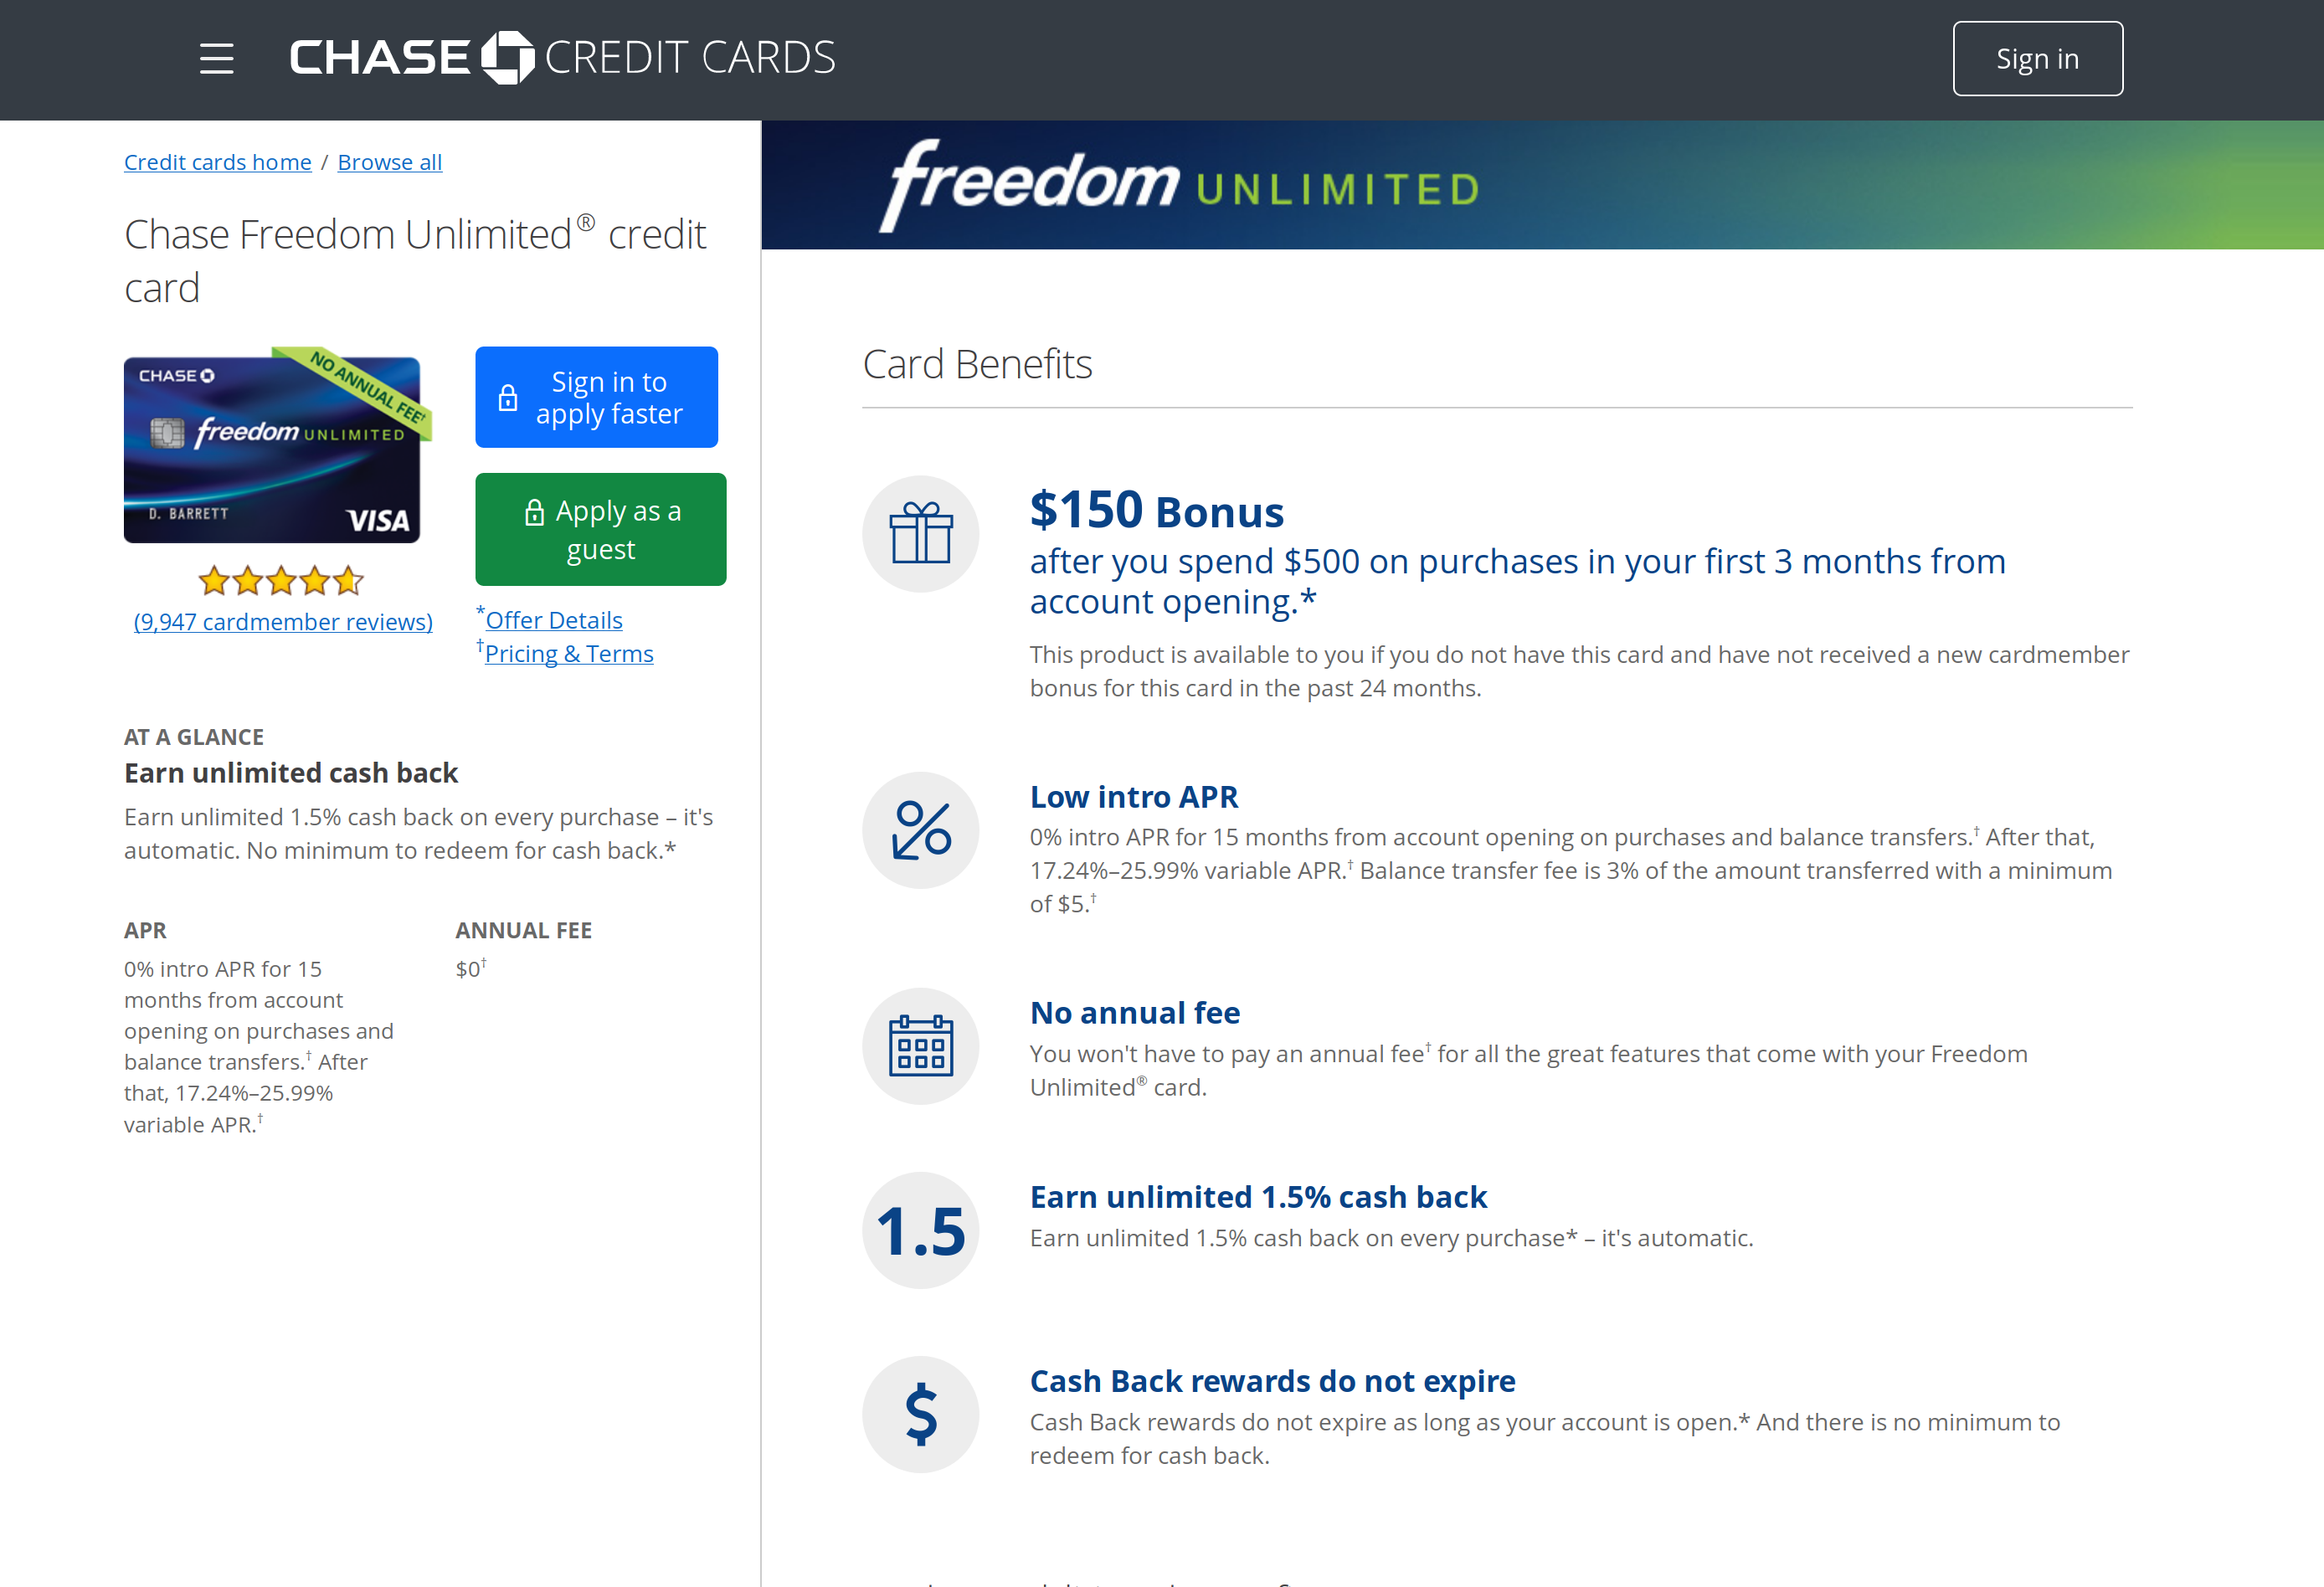 CHASE CREDIT CARDS
Sign in
Credit cards home / Browse all
Chase Freedom Unlimited® credit
card
CHASE
NO ANNUAL FEE†
freedom UNLIMITED
D. BARRETT
VISA
(9,947 cardmember reviews)
Sign in to
apply faster
Apply as a
guest
*Offer Details
†Pricing & Terms
AT A GLANCE
Earn unlimited cash back
Earn unlimited 1.5% cash back on every purchase – it's
automatic. No minimum to redeem for cash back.*
APR
0% intro APR for 15
months from account
opening on purchases and
balance transfers.† After
that, 17.24%–25.99%
variable APR.†
ANNUAL FEE
$0†
freedom UNLIMITED
Card Benefits
$150 Bonus
after you spend $500 on purchases in your first 3 months from
account opening.*
This product is available to you if you do not have this card and have not received a new cardmember
bonus for this card in the past 24 months.
Low intro APR
0% intro APR for 15 months from account opening on purchases and balance transfers.† After that,
17.24%–25.99% variable APR.† Balance transfer fee is 3% of the amount transferred with a minimum
of $5.†
No annual fee
You won't have to pay an annual fee† for all the great features that come with your Freedom
Unlimited® card.
1.5
Earn unlimited 1.5% cash back
Earn unlimited 1.5% cash back on every purchase* – it's automatic.
$
Cash Back rewards do not expire
Cash Back rewards do not expire as long as your account is open.* And there is no minimum to
redeem for cash back.